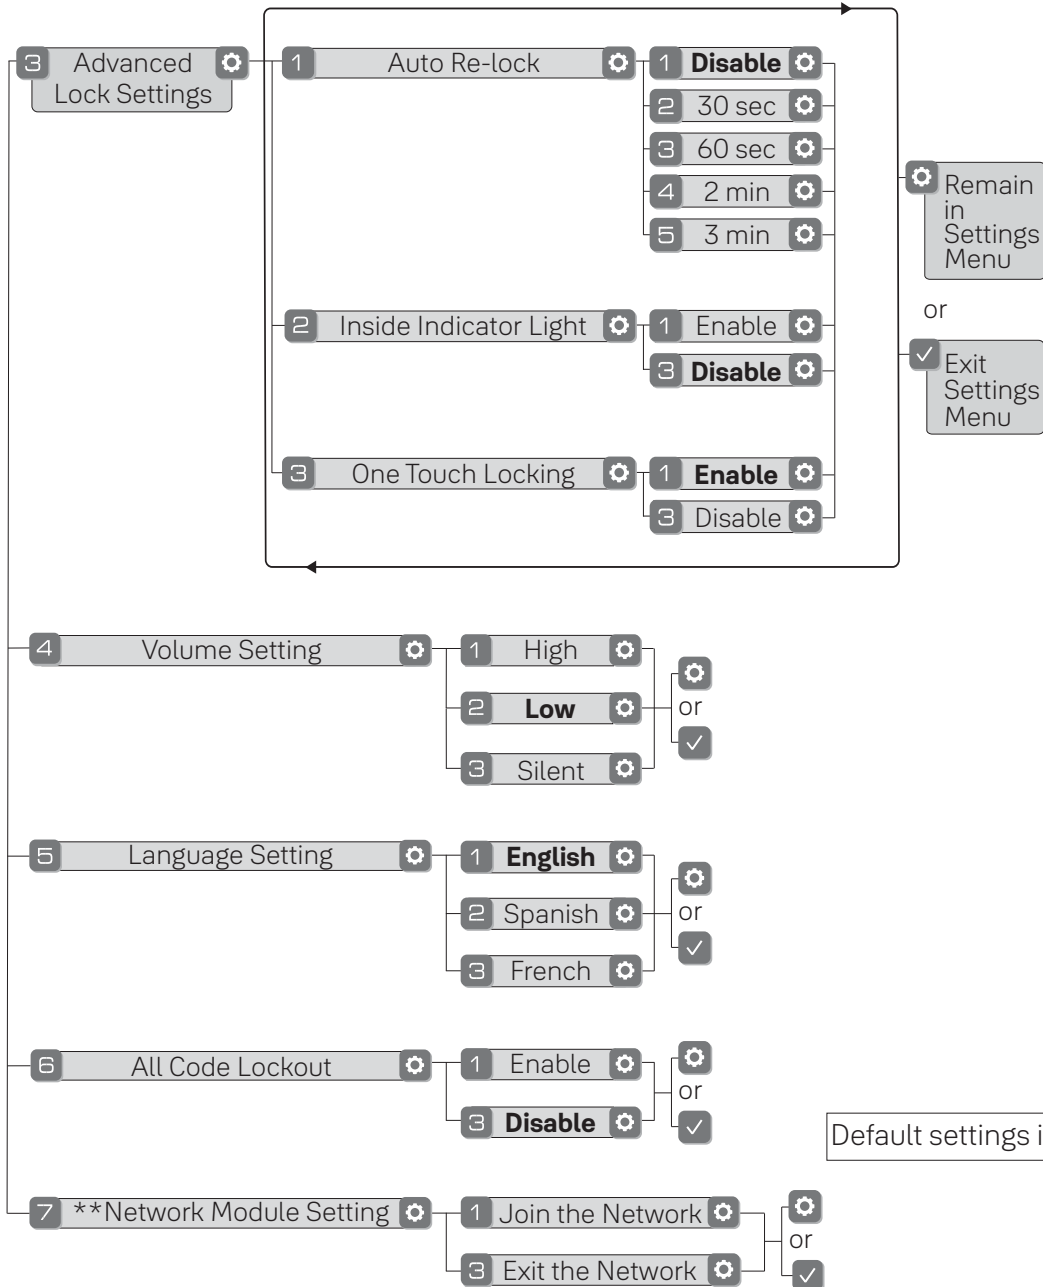 3 Advanced
Lock Settings
1 Auto Re-lock
1 Disable
2 30 sec
3 60 sec
4 2 min
5 3 min
2 Inside Indicator Light
1 Enable
3 Disable
3 One Touch Locking
1 Enable
3 Disable
Remain
in
Settings
Menu
or
Exit
Settings
Menu
4 Volume Setting
1 High
2 Low
3 Silent
or
5 Language Setting
1 English
2 Spanish
3 French
or
6 All Code Lockout
1 Enable
3 Disable
or
Default settings i
7 **Network Module Setting
1 Join the Network
3 Exit the Network
or